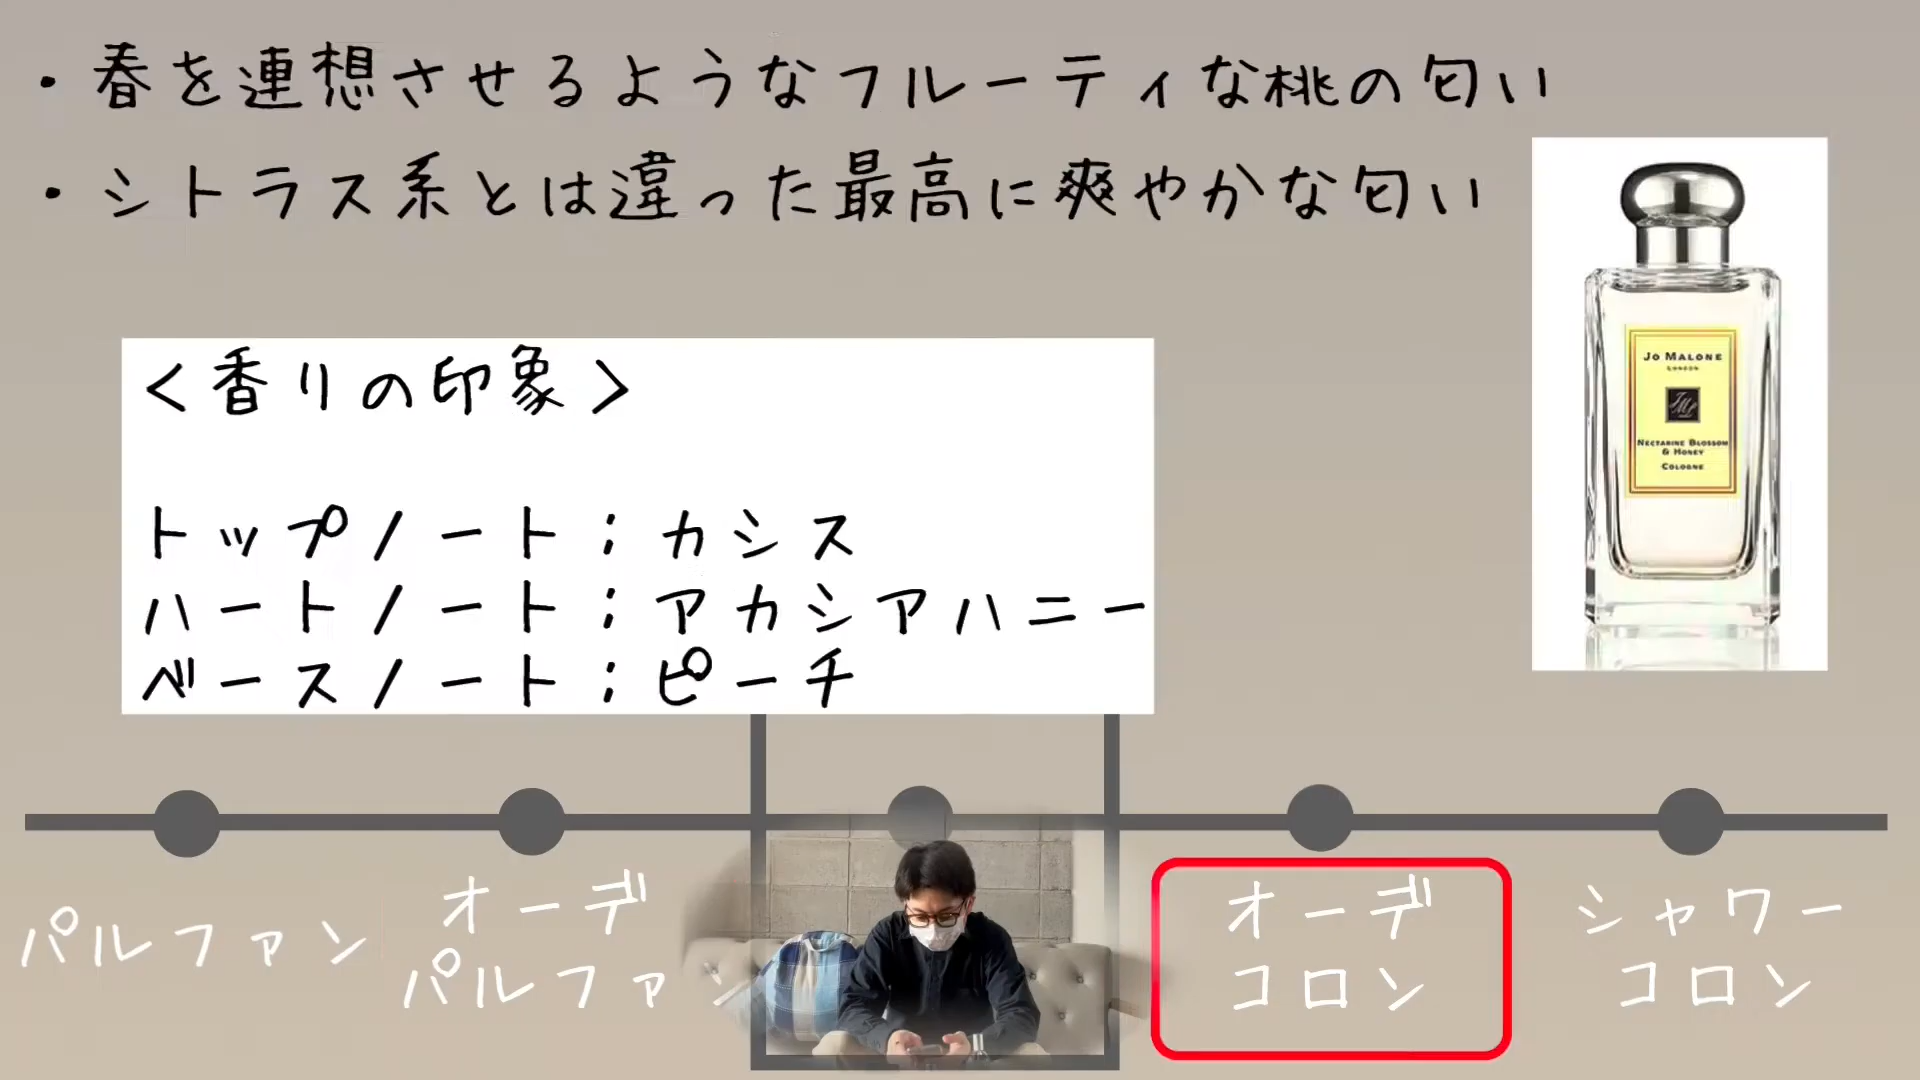 ・春を連想させるようなフルーティな桃の匂い
・シトラス系とは違った最高に爽やかな匂い
JO MALONE
LONDON
NECTARINE BLOSSOM
& HONEY
COLOGNE
<香りの印象>
トップノート:カシス
ハートノート:アカシアハニー
ベースノート:ピーチ
パルファン
オーデ
パルファン
オーデ
コロン
シャワー
コロン